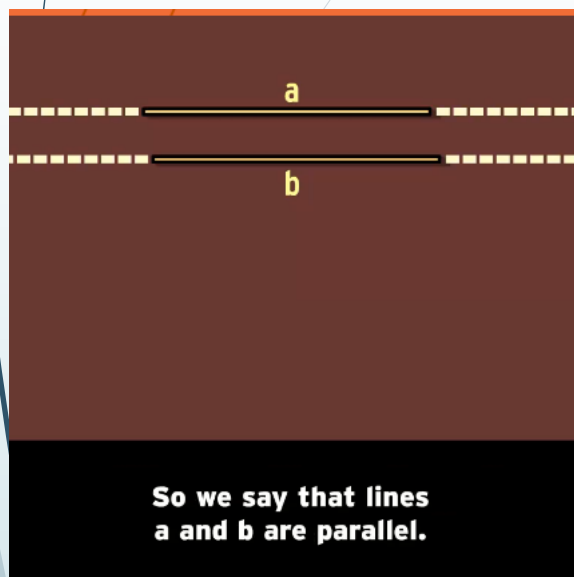 a
b
So we say that lines
a and b are parallel.